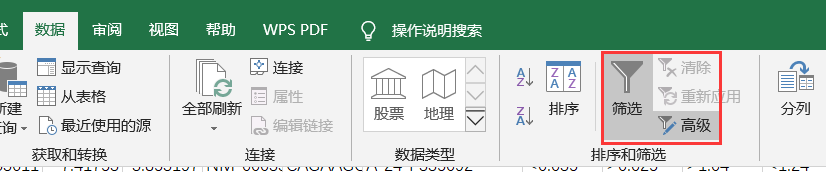 式 数据 审阅 视图 帮助 WPS PDF 操作说明搜索
显示查询
从表格
最近使用的源
新建
查询
获取和转换
全部刷新
连接
属性
编辑链接
连接
股票
地理
数据类型
排序
筛选
清除
重新应用
高级
排序和筛选
分列